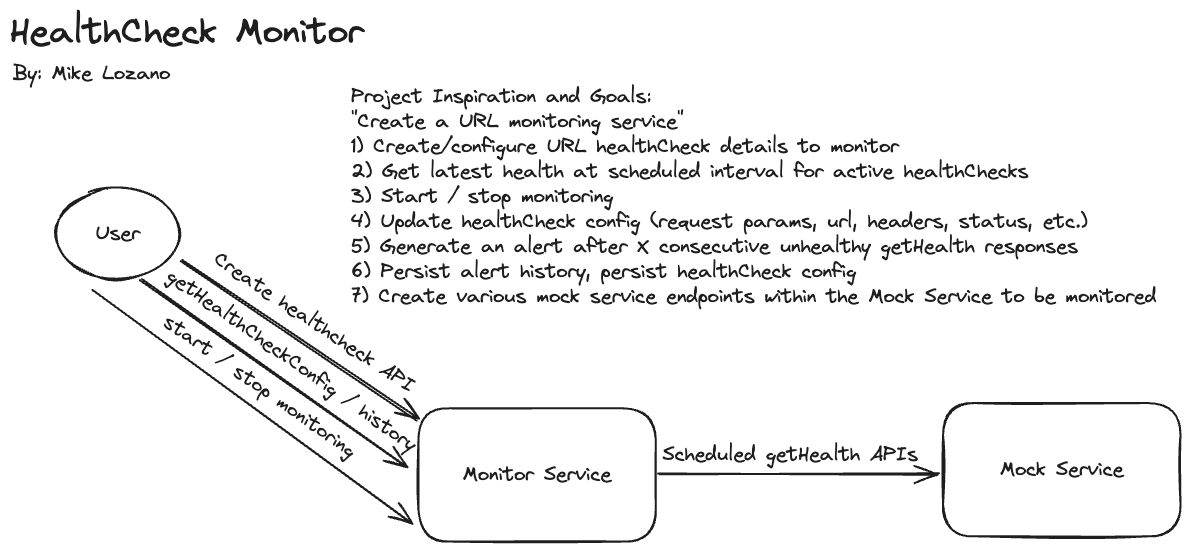 HealthCheck Monitor
By: Mike Lozano
Project Inspiration and Goals:
"Create a URL monitoring service"
1) Create/configure URL healthCheck details to monitor
2) Get latest health at scheduled interval for active healthChecks
3) Start / stop monitoring
4) Update healthCheck config (request params, url, headers, status, etc.)
5) Generate an alert after X consecutive unhealthy getHealth responses
6) Persist alert history, persist healthCheck config
7) Create various mock service endpoints within the Mock Service to be monitored
User
Create healthcheck API
getHealthCheckConfig / history
start / stop monitoring
Monitor Service
Scheduled getHealth APIs
Mock Service